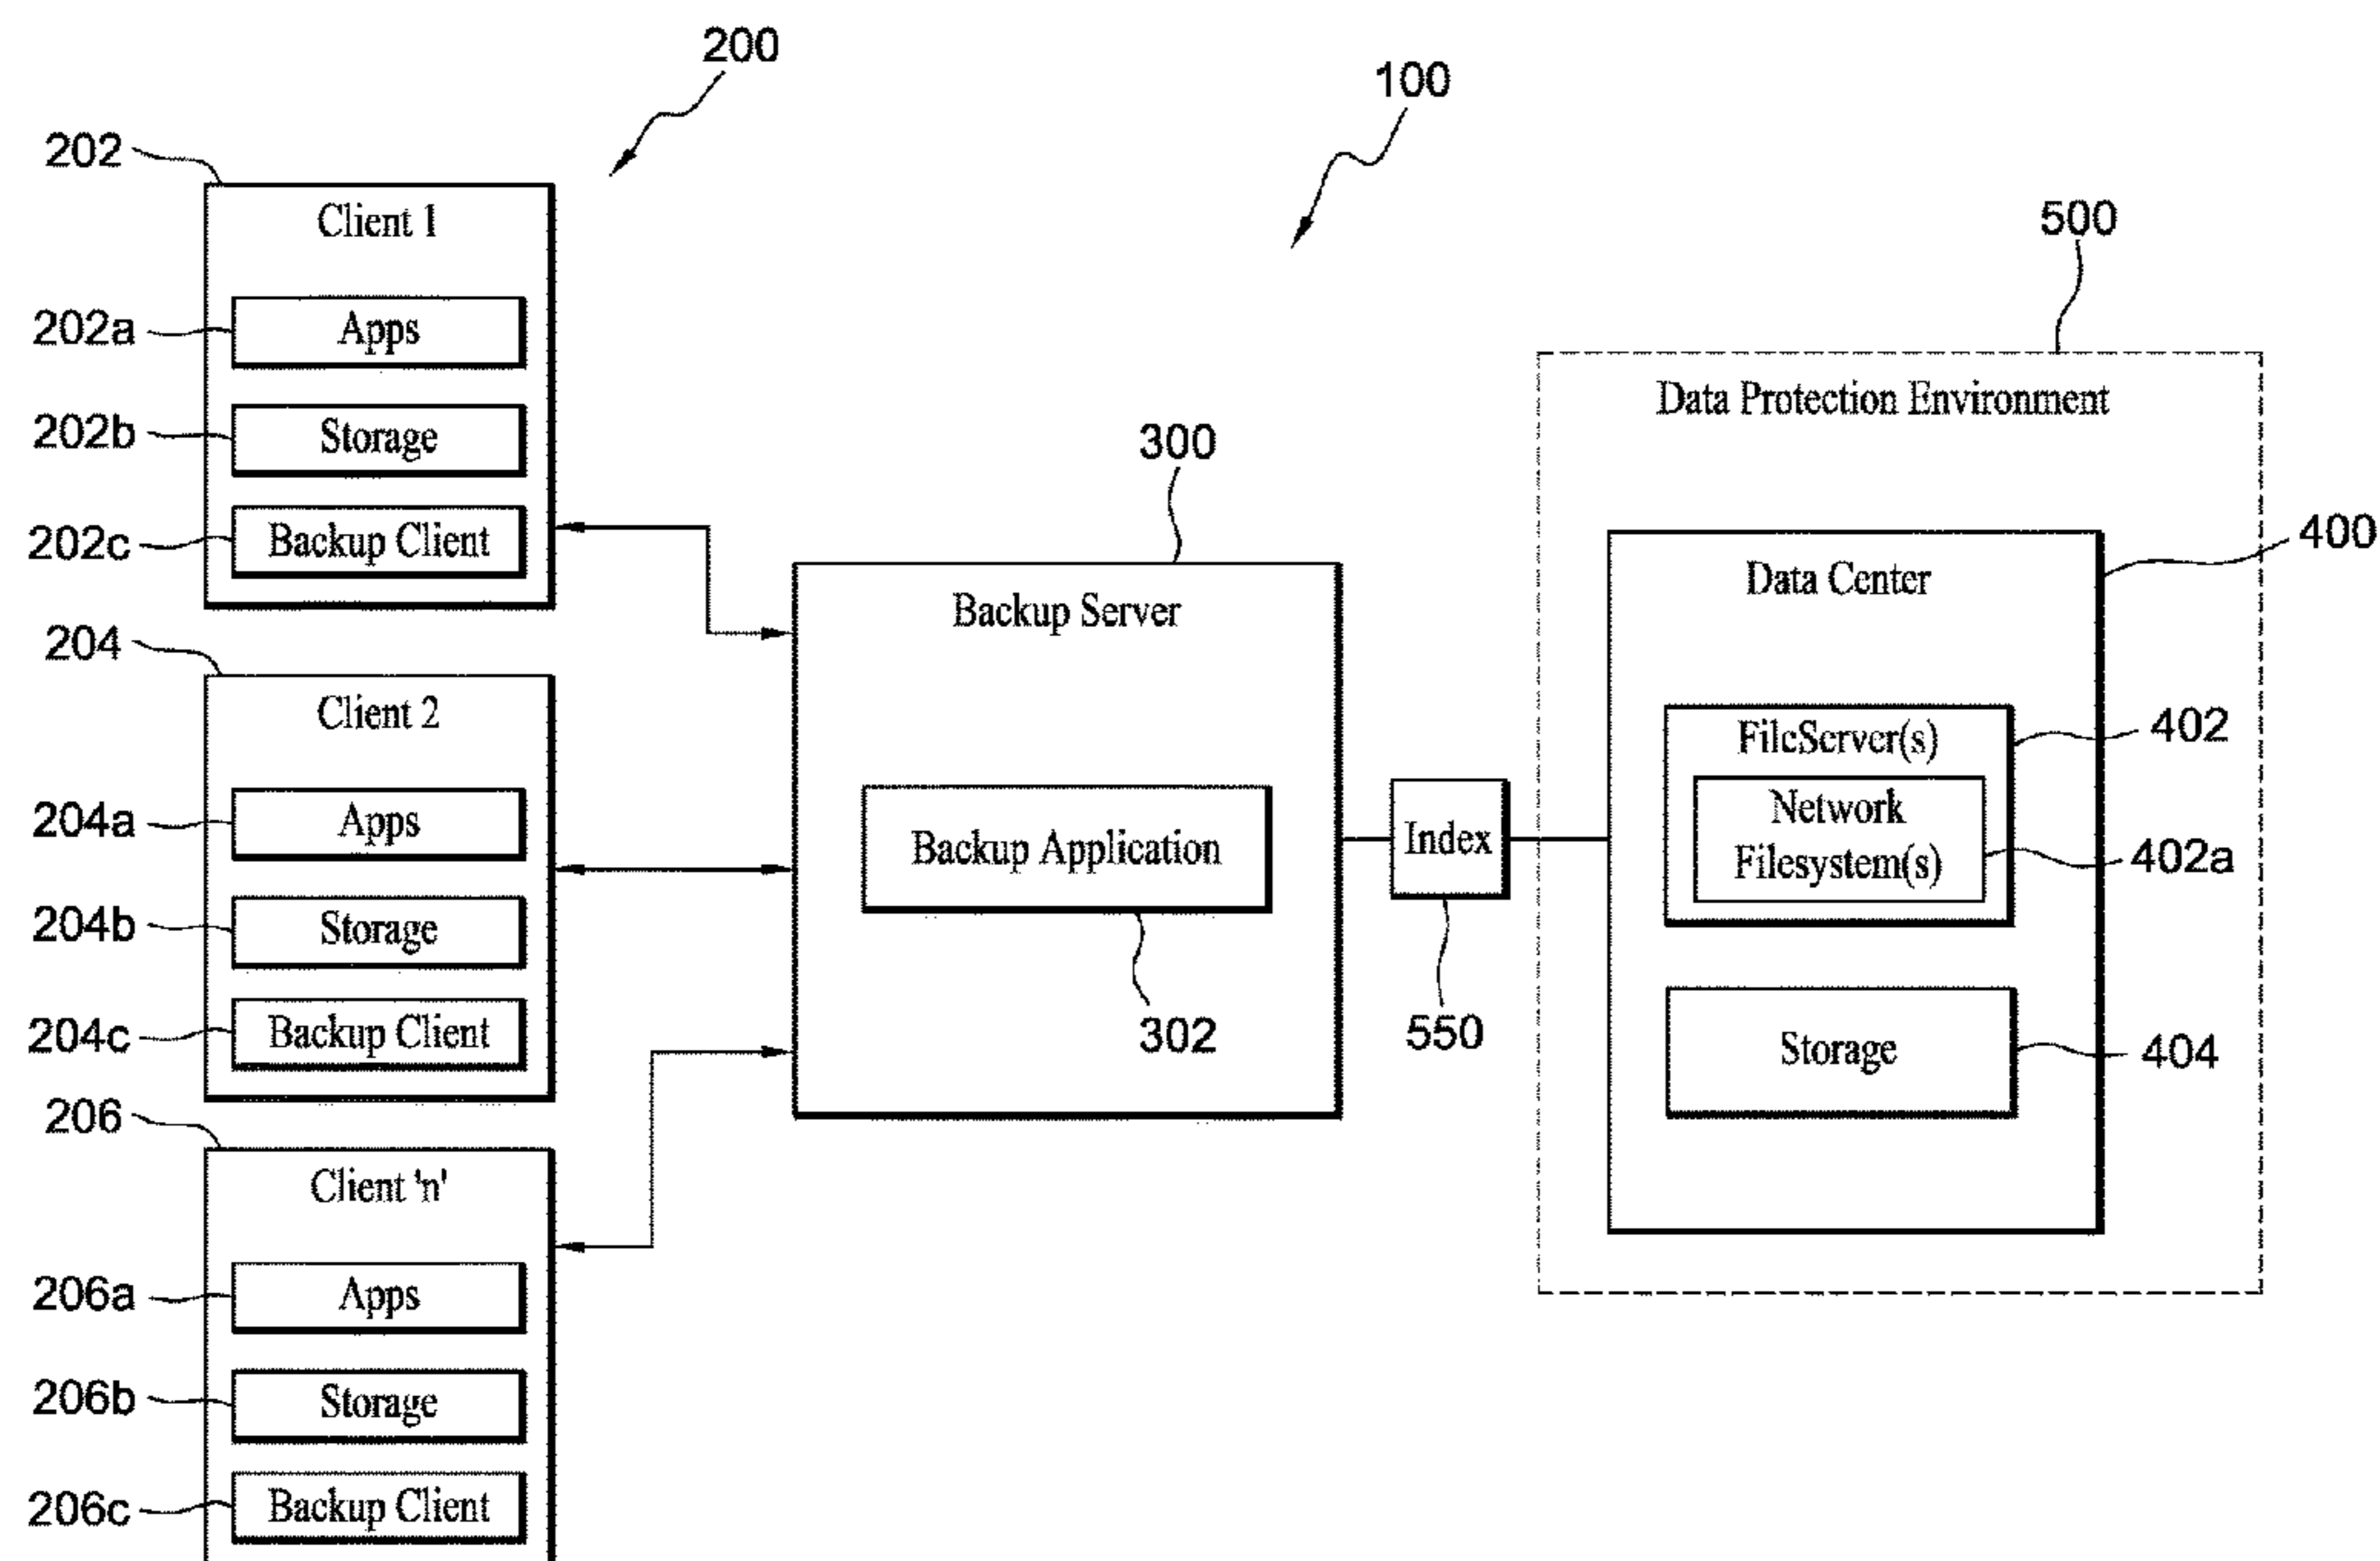 200
100
202
Client 1
500
202a
Apps
Data Protection Environment
202b
Storage
300
202c
Backup Client
400
Data Center
Backup Server
204
Client 2
402
FileServer(s)
Network
Filesystem(s)
402a
204a
Apps
Backup Application
Index
204b
Storage
302
550
204c
Backup Client
Storage
404
206
Client 'n'
206a
Apps
206b
Storage
206c
Backup Client